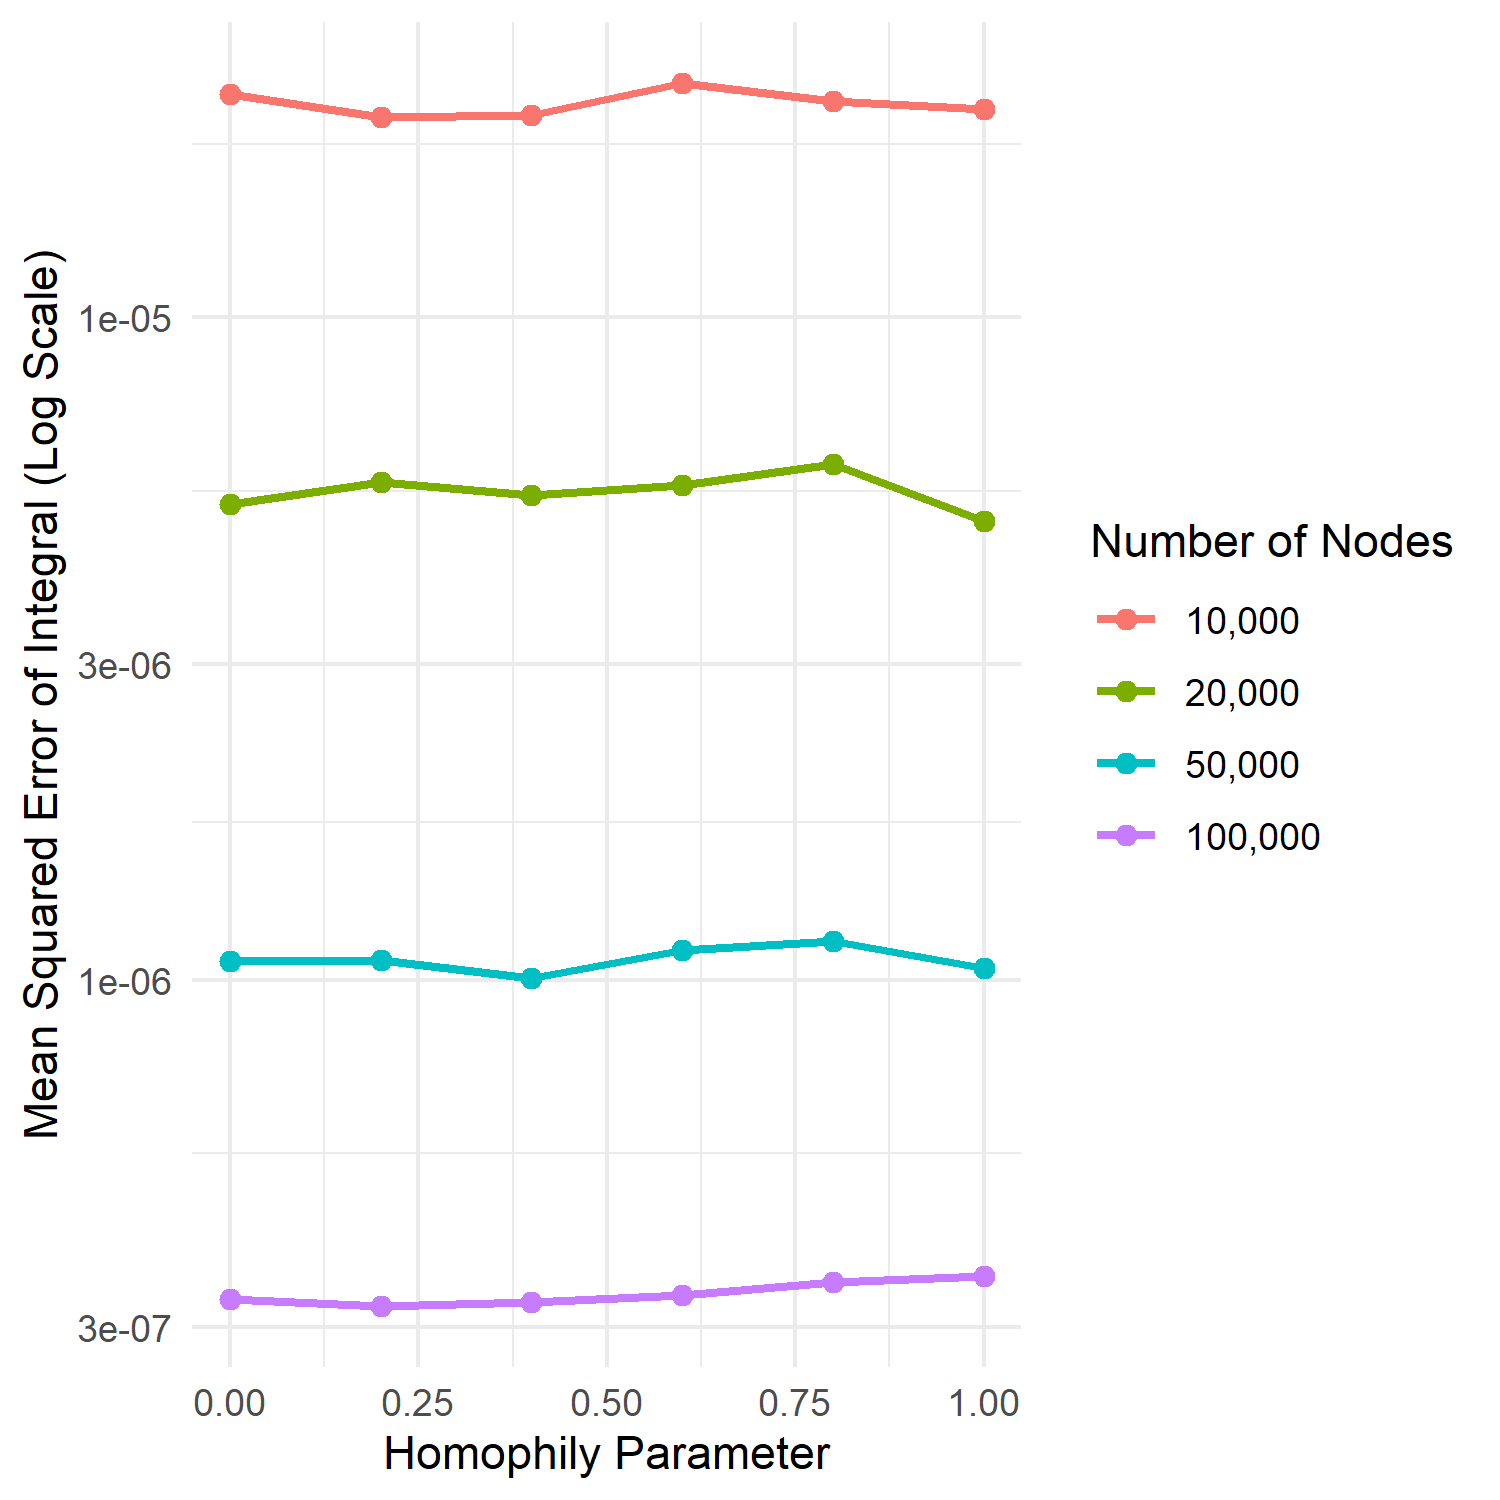 Mean Squared Error of Integral (Log Scale)
1e-05
3e-06
1e-06
3e-07
0.00 0.25 0.50 0.75 1.00
Homophily Parameter
Number of Nodes
10,000
20,000
50,000
100,000